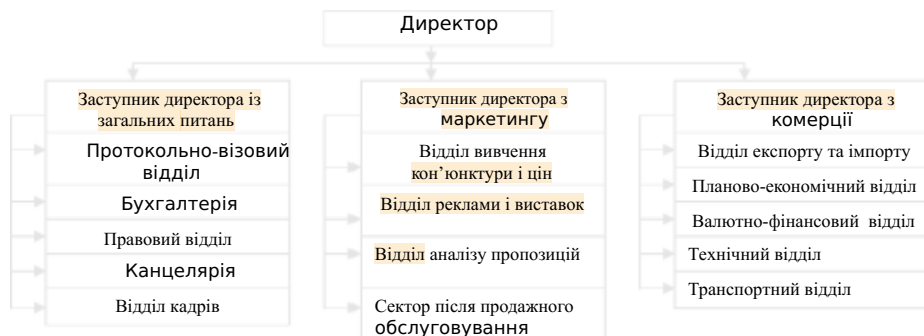 Директор
Заступник директора із
загальних питань
Протокольно-візовий
відділ
Бухгалтерія
Правовий відділ
Канцелярія
Відділ кадрів
Заступник директора з
маркетингу
Відділ вивчення
кон’юнктури і цін
Відділ реклами і виставок
Відділ аналізу пропозицій
Сектор після продажного
обслуговування
Заступник директора з
комерції
Відділ експорту та імпорту
Планово-економічний відділ
Валютно-фінансовий відділ
Технічний відділ
Транспортний відділ